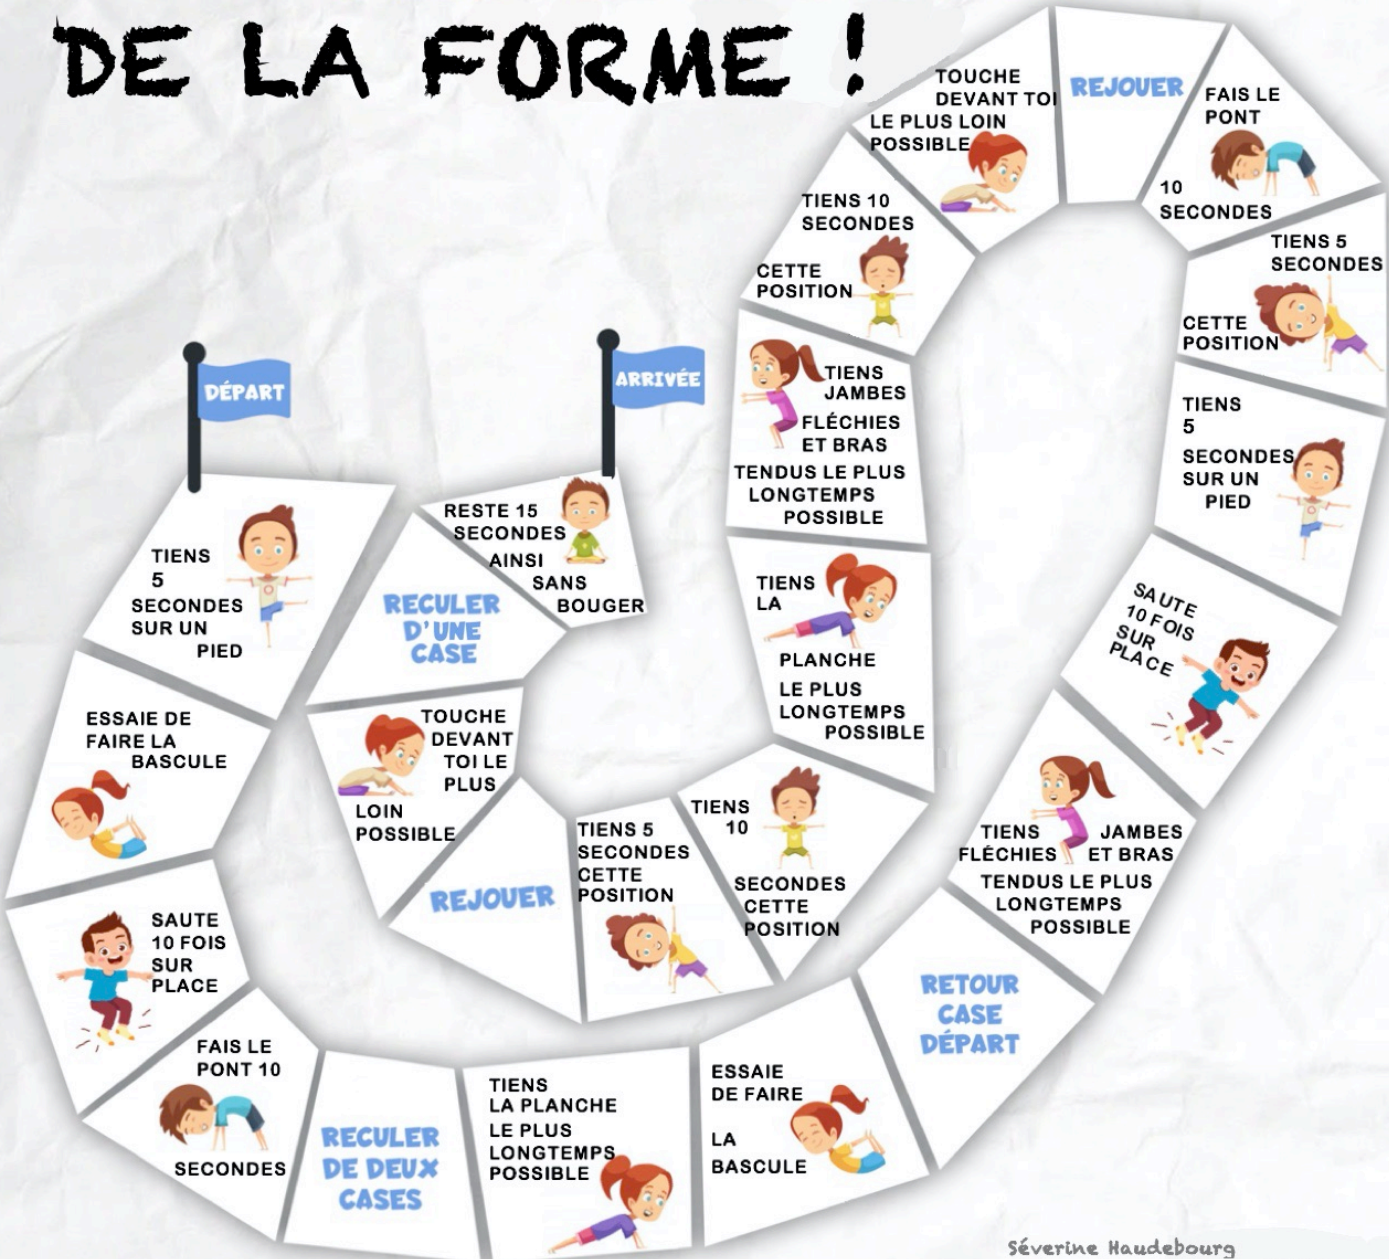 DE LA FORME !
DÉPART
TIENS
5
SECONDES
SUR UN
PIED
ESSAIE DE
FAIRE LA
BASCULE
SAUTE
10 FOIS
SUR
PLACE
FAIS LE
PONT 10
SECONDES
RECULER
DE DEUX
CASES
TIENS
LA PLANCHE
LE PLUS
LONGTEMPS
POSSIBLE
ESSAIE
DE FAIRE
LA
BASCULE
RETOUR
CASE
DÉPART
TIENS JAMBES
FLÉCHIES ET BRAS
TENDUS LE PLUS
LONGTEMPS
POSSIBLE
SAUTE
10 FOIS
SUR
PLACE
TIENS
5
SECONDES
SUR UN
PIED
TIENS 5
SECONDES
CETTE
POSITION
FAIS LE
PONT
10
SECONDES
REJOUER
TOUCHE
DEVANT TOI
LE PLUS LOIN
POSSIBLE
TIENS 10
SECONDES
CETTE
POSITION
TIENS
JAMBES
FLÉCHIES
ET BRAS
TENDUS LE PLUS
LONGTEMPS
POSSIBLE
TIENS
LA
PLANCHE
LE PLUS
LONGTEMPS
POSSIBLE
TIENS
10
SECONDES
CETTE
POSITION
TIENS 5
SECONDES
CETTE
POSITION
REJOUER
TOUCHE
DEVANT
TOI LE
PLUS
LOIN
POSSIBLE
RECULER
D'UNE
CASE
RESTE 15
SECONDES
AINSI
SANS
BOUGER
ARRIVÉE
Séverine Haudebourg